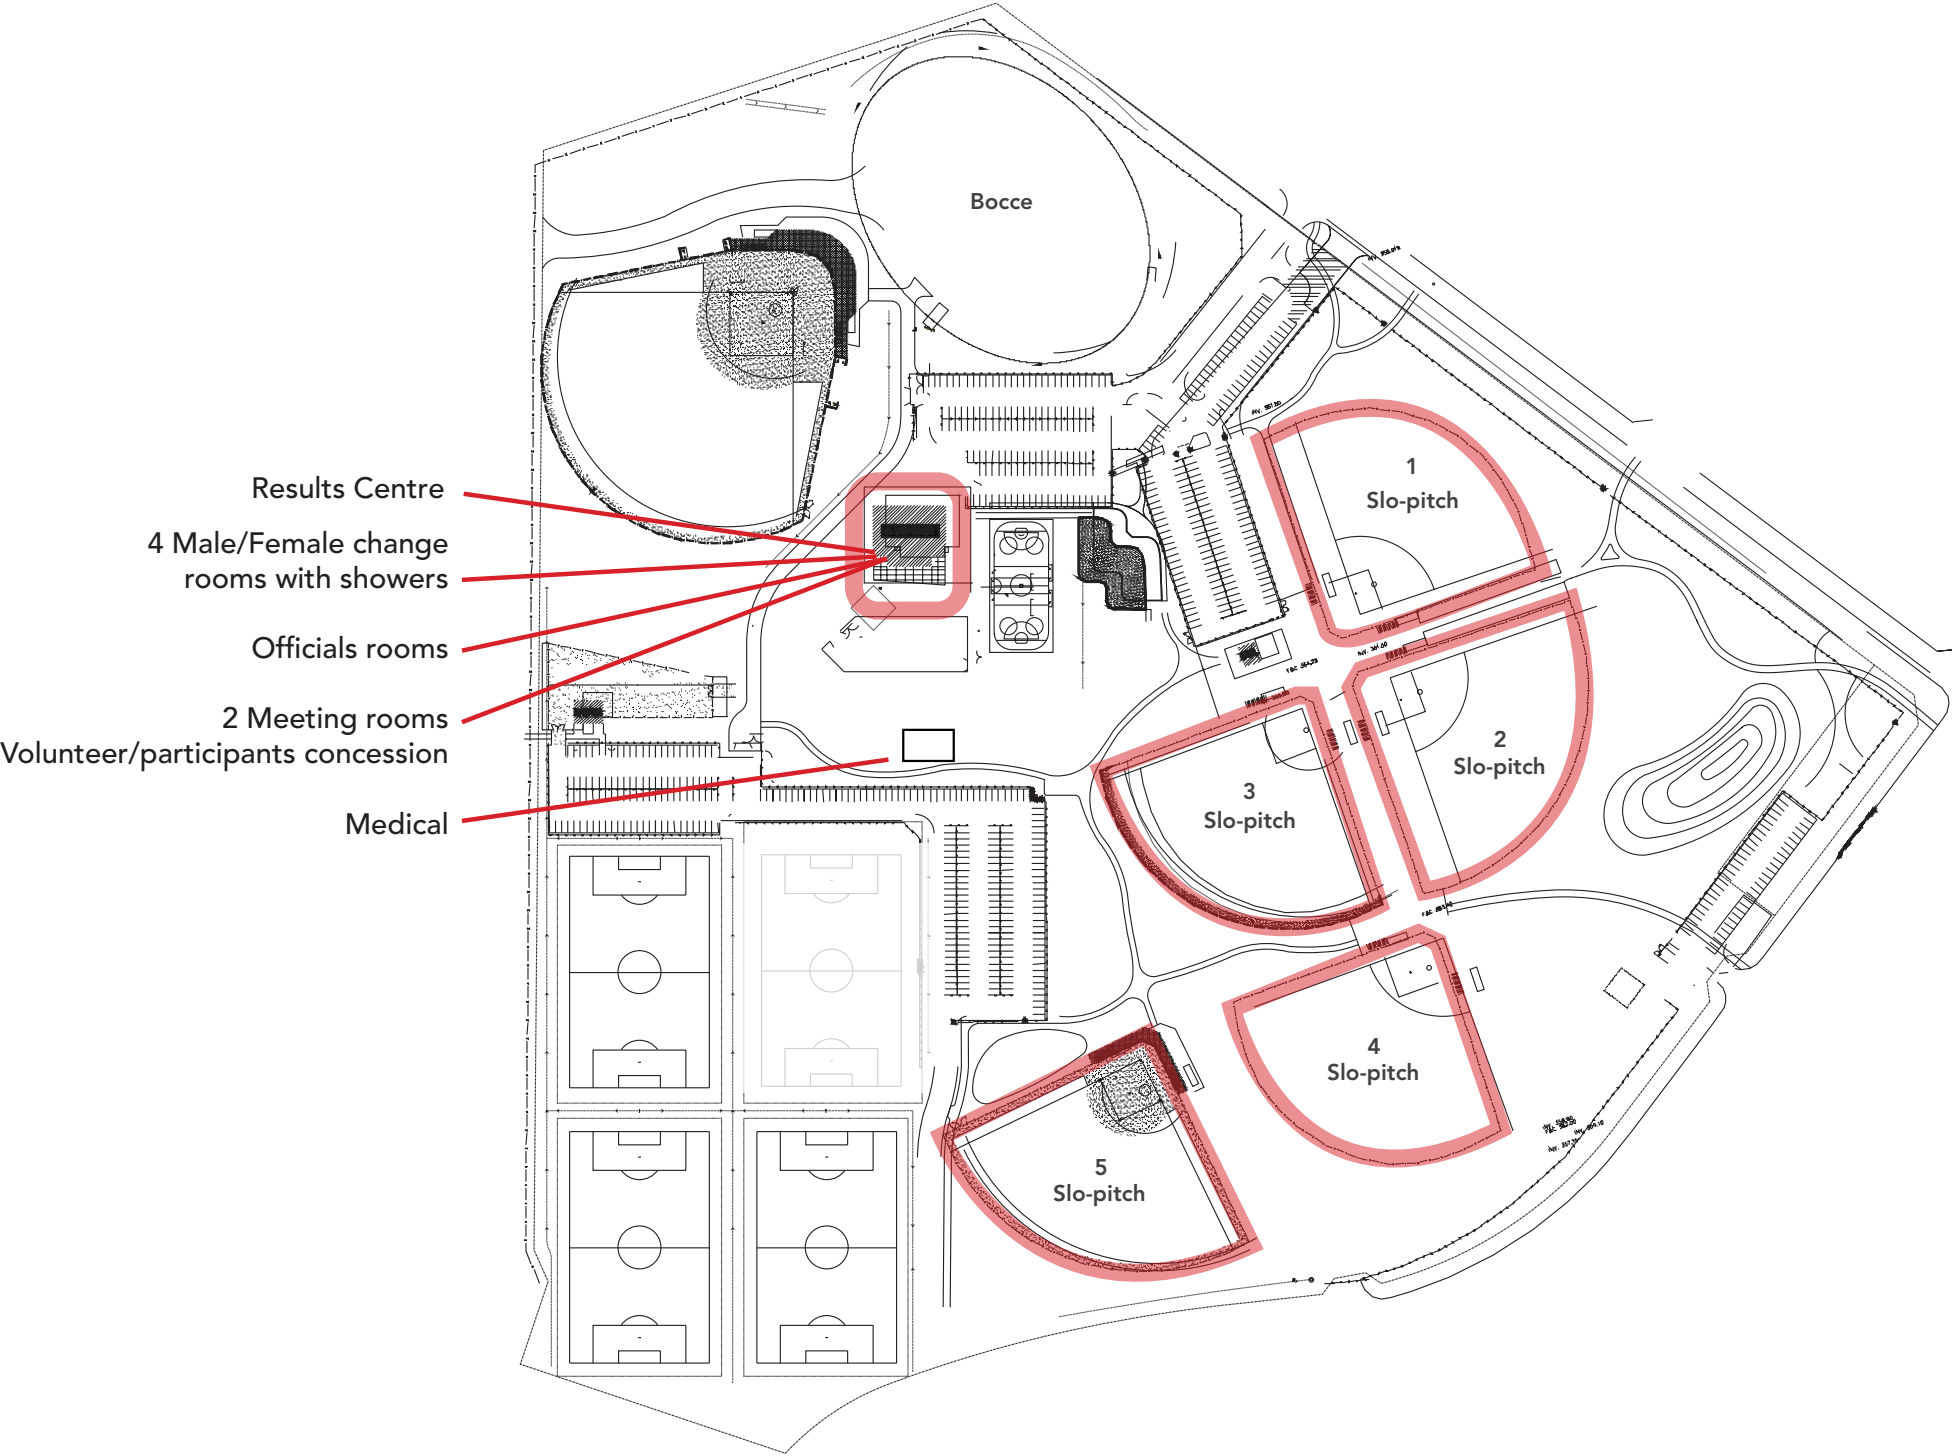 Bocce
1
Slo-pitch
Results Centre
4 Male/Female change
rooms with showers
Officials rooms
2 Meeting rooms
Volunteer/participants concession
Medical
2
Slo-pitch
3
Slo-pitch
4
Slo-pitch
5
Slo-pitch